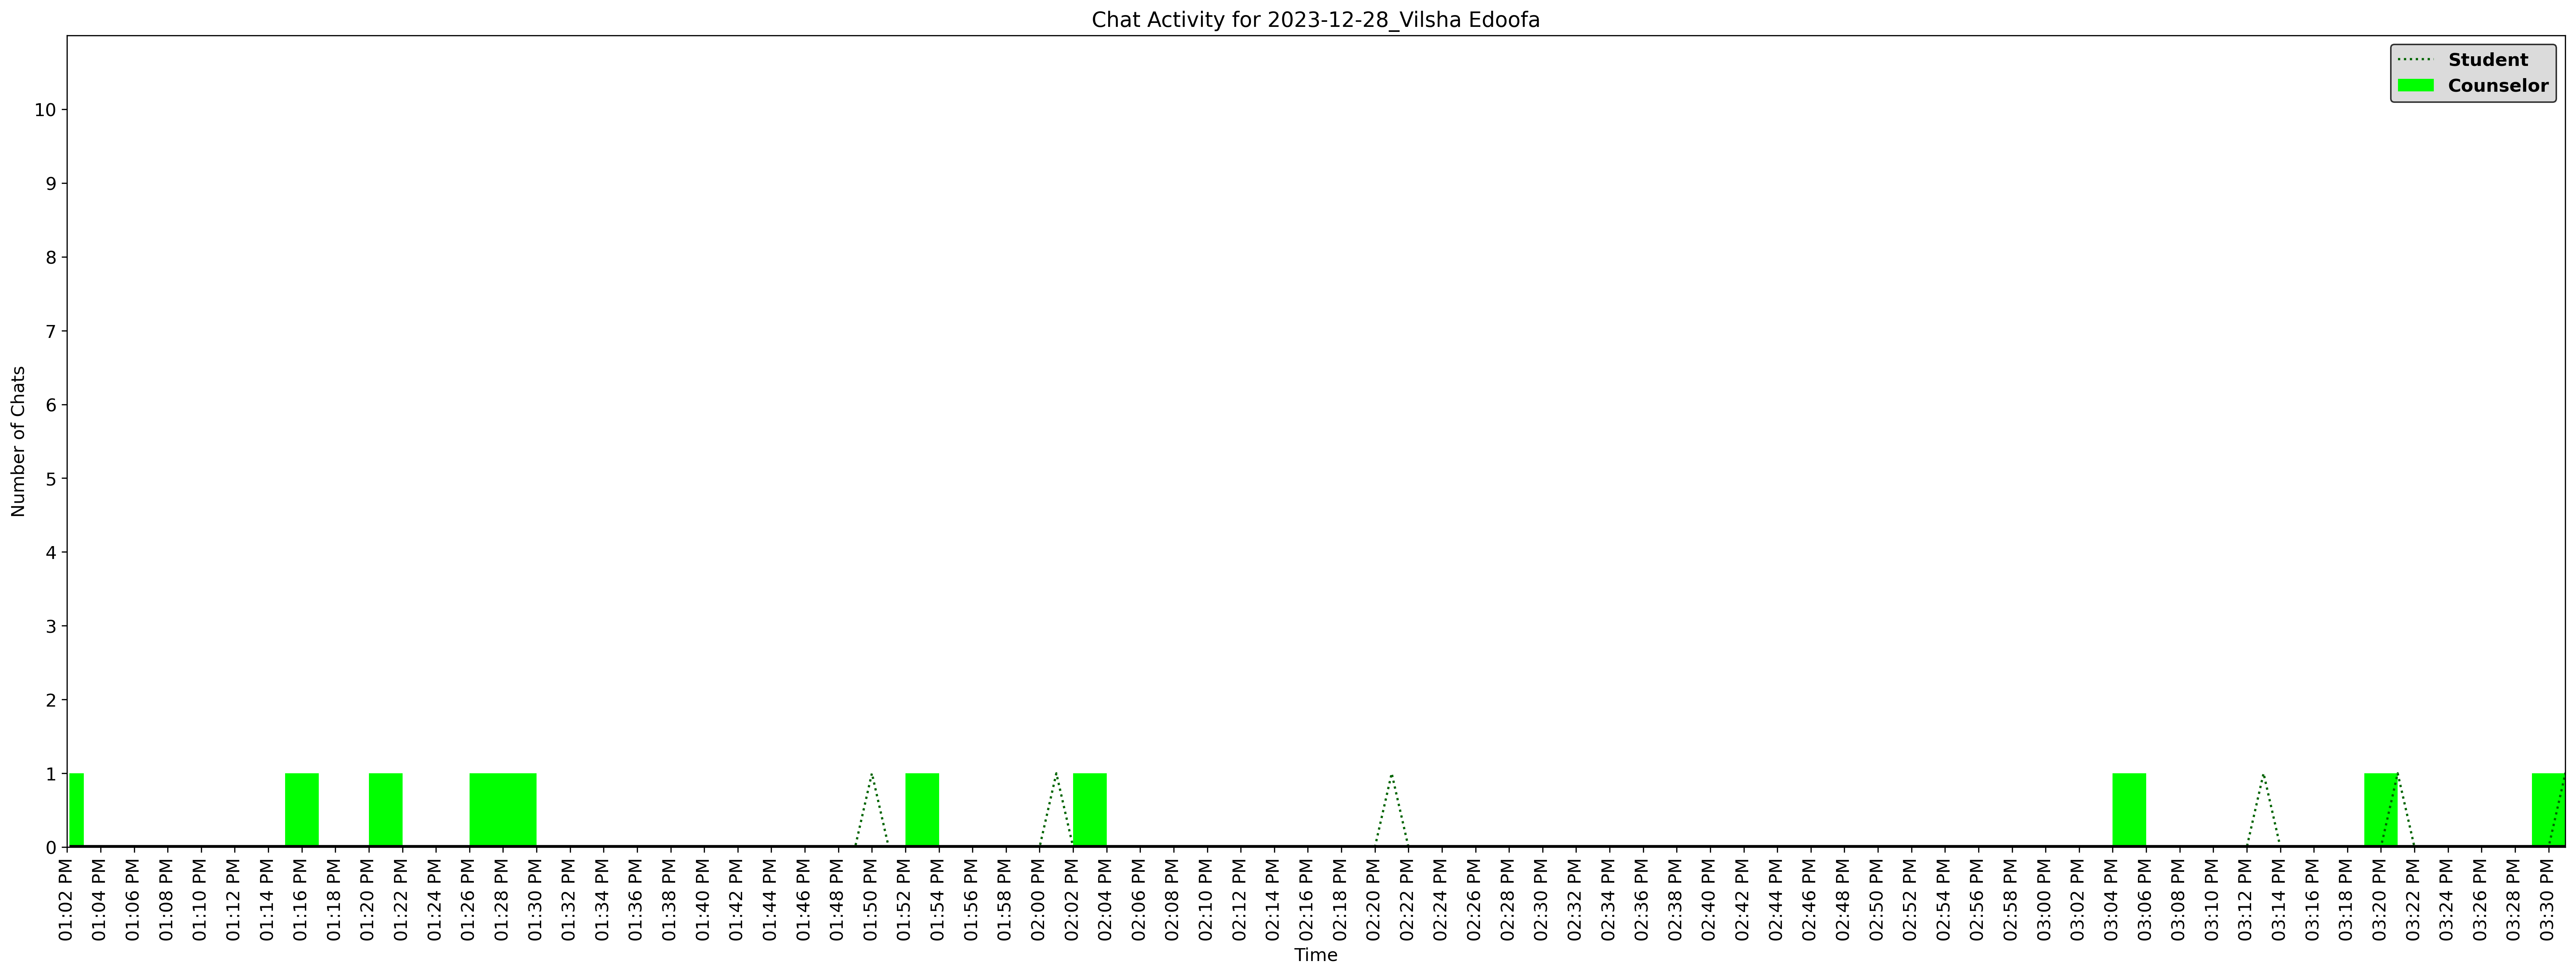 Chat Activity for 2023-12-28_Vilsha Edoofa
Student
Counselor
Number of Chats
10
9
8
7
6
5
4
3
2
1
0
01:02 PM
01:04 PM
01:06 PM
01:08 PM
01:10 PM
01:12 PM
01:14 PM
01:16 PM
01:18 PM
01:20 PM
01:22 PM
01:24 PM
01:26 PM
01:28 PM
01:30 PM
01:32 PM
01:34 PM
01:36 PM
01:38 PM
01:40 PM
01:42 PM
01:44 PM
01:46 PM
01:48 PM
01:50 PM
01:52 PM
01:54 PM
01:56 PM
01:58 PM
02:00 PM
02:02 PM
02:04 PM
02:06 PM
02:08 PM
02:10 PM
02:12 PM
02:14 PM
02:16 PM
02:18 PM
02:20 PM
02:22 PM
02:24 PM
02:26 PM
02:28 PM
02:30 PM
02:32 PM
02:34 PM
02:36 PM
02:38 PM
02:40 PM
02:42 PM
02:44 PM
02:46 PM
02:48 PM
02:50 PM
02:52 PM
02:54 PM
02:56 PM
02:58 PM
03:00 PM
03:02 PM
03:04 PM
03:06 PM
03:08 PM
03:10 PM
03:12 PM
03:14 PM
03:16 PM
03:18 PM
03:20 PM
03:22 PM
03:24 PM
03:26 PM
03:28 PM
03:30 PM
Time